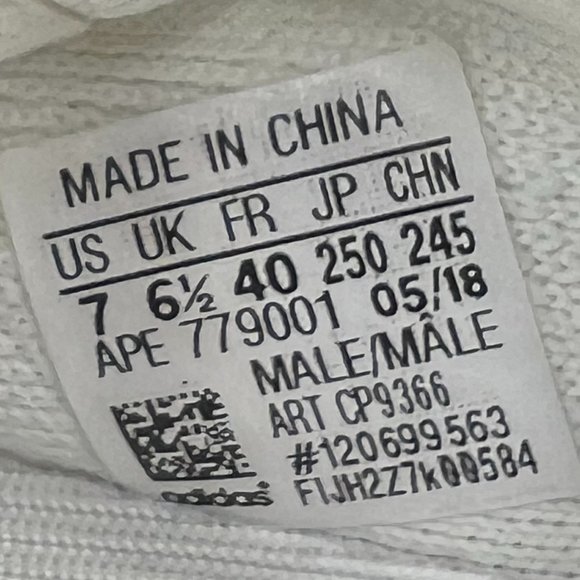 MADE IN CHINA
US UK FR JP CHN
7 6½ 40 250 245
APE 779001 05/18
MALE/MÂLE
ART CP9366
#120699563
FIJH2Z7K00584
adidas